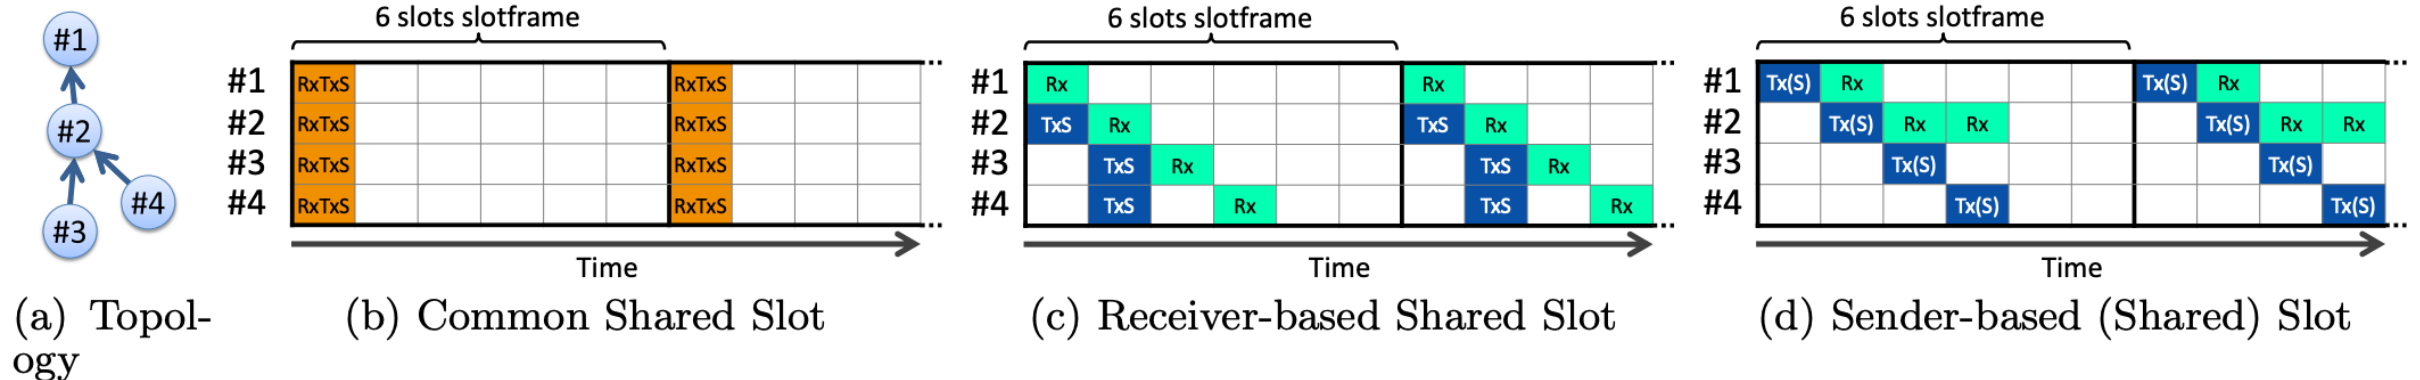 #1
#2
#3
#4
(a) Topol-
ogy
6 slots slotframe
#1 RxTxS RxTxS
#2 RxTxS RxTxS
#3 RxTxS RxTxS
#4 RxTxS RxTxS
Time
(b) Common Shared Slot
6 slots slotframe
#1 Rx Rx
#2 TxS Rx TxS Rx
#3 TxS Rx TxS Rx
#4 TxS Rx TxS Rx
Time
(c) Receiver-based Shared Slot
6 slots slotframe
#1 Tx(S) Rx Tx(S) Rx
#2 Tx(S) Rx Rx Tx(S) Rx Rx
#3 Tx(S) Tx(S)
#4 Tx(S) Tx(S)
Time
(d) Sender-based (Shared) Slot